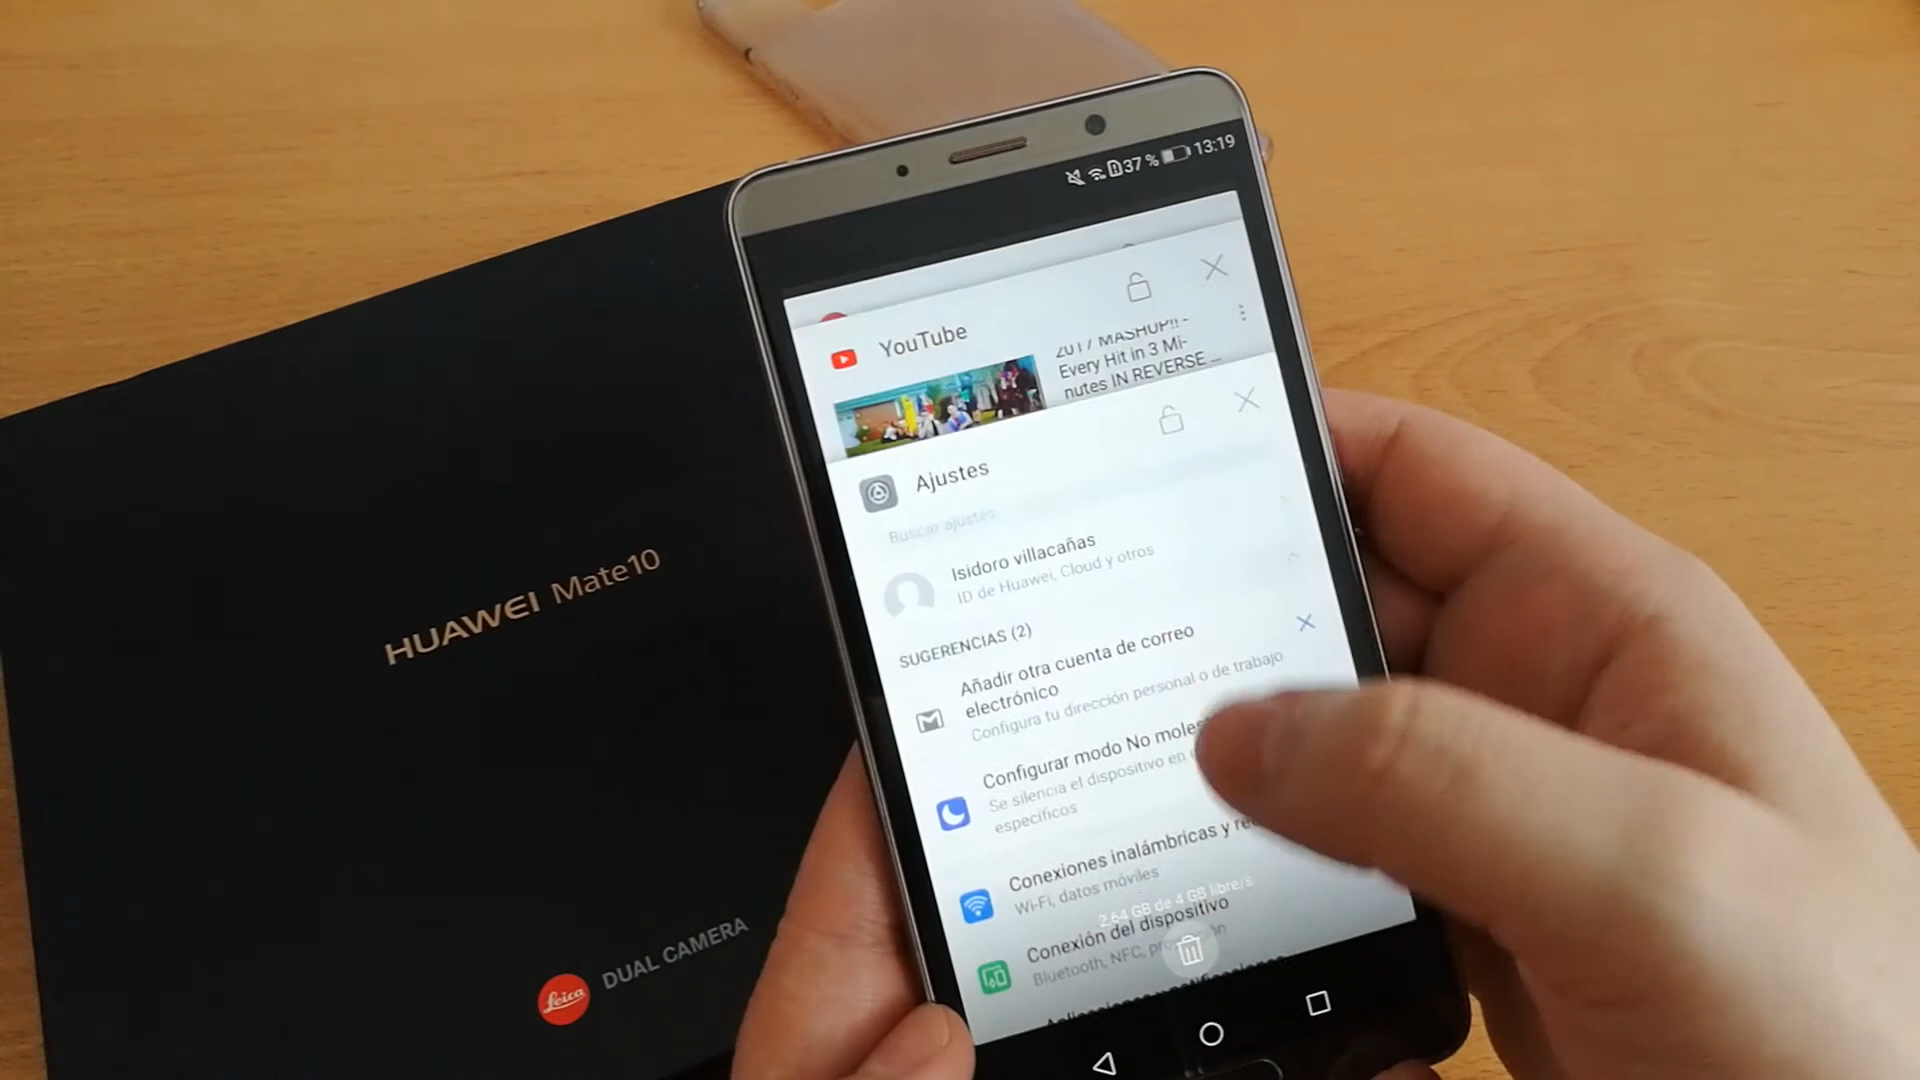 37 % 13:19
YouTube
2017 MASHUP!! -
Every Hit in 3 Mi-
nutes IN REVERSE ...
Ajustes
Buscar ajustes
Isidoro villacañas
ID de Huawei, Cloud y otros
SUGERENCIAS (2)
Añadir otra cuenta de correo
electrónico
Configura tu dirección personal o de trabajo
Configurar modo No moles
Se silencia el dispositivo en
específicos
Conexiones inalámbricas y re
Wi-Fi, datos móviles
2,64 GB de 4 GB libre/s
Conexión del dispositivo
Bluetooth, NFC,
HUAWEI Mate10
Leica
DUAL CAMERA